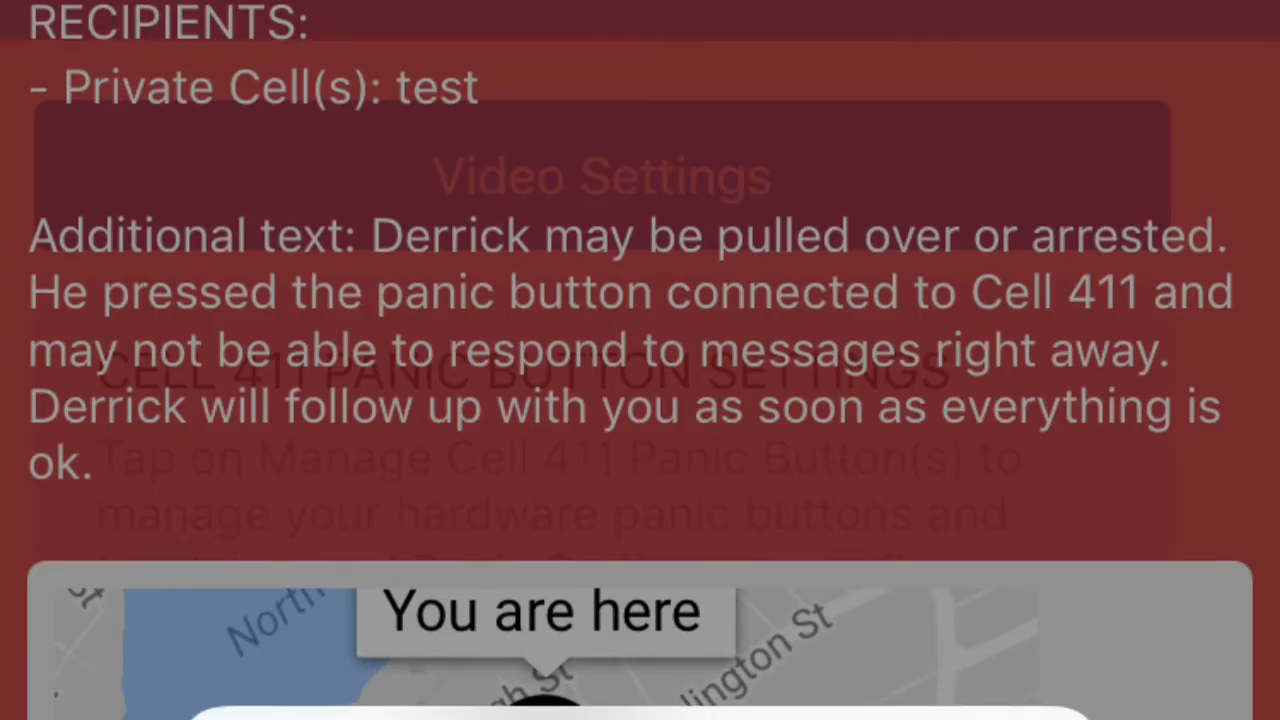 RECIPIENTS:
- Private Cell(s): test
Video Settings
Additional text: Derrick may be pulled over or arrested.
He pressed the panic button connected to Cell 411 and
may not be able to respond to messages right away.
CELL 411 PANIC BUTTON SETTINGS
Derrick will follow up with you as soon as everything is
ok.
Tap on Manage Cell 411 Panic Button(s) to
manage your hardware panic buttons and
You are here
North
St